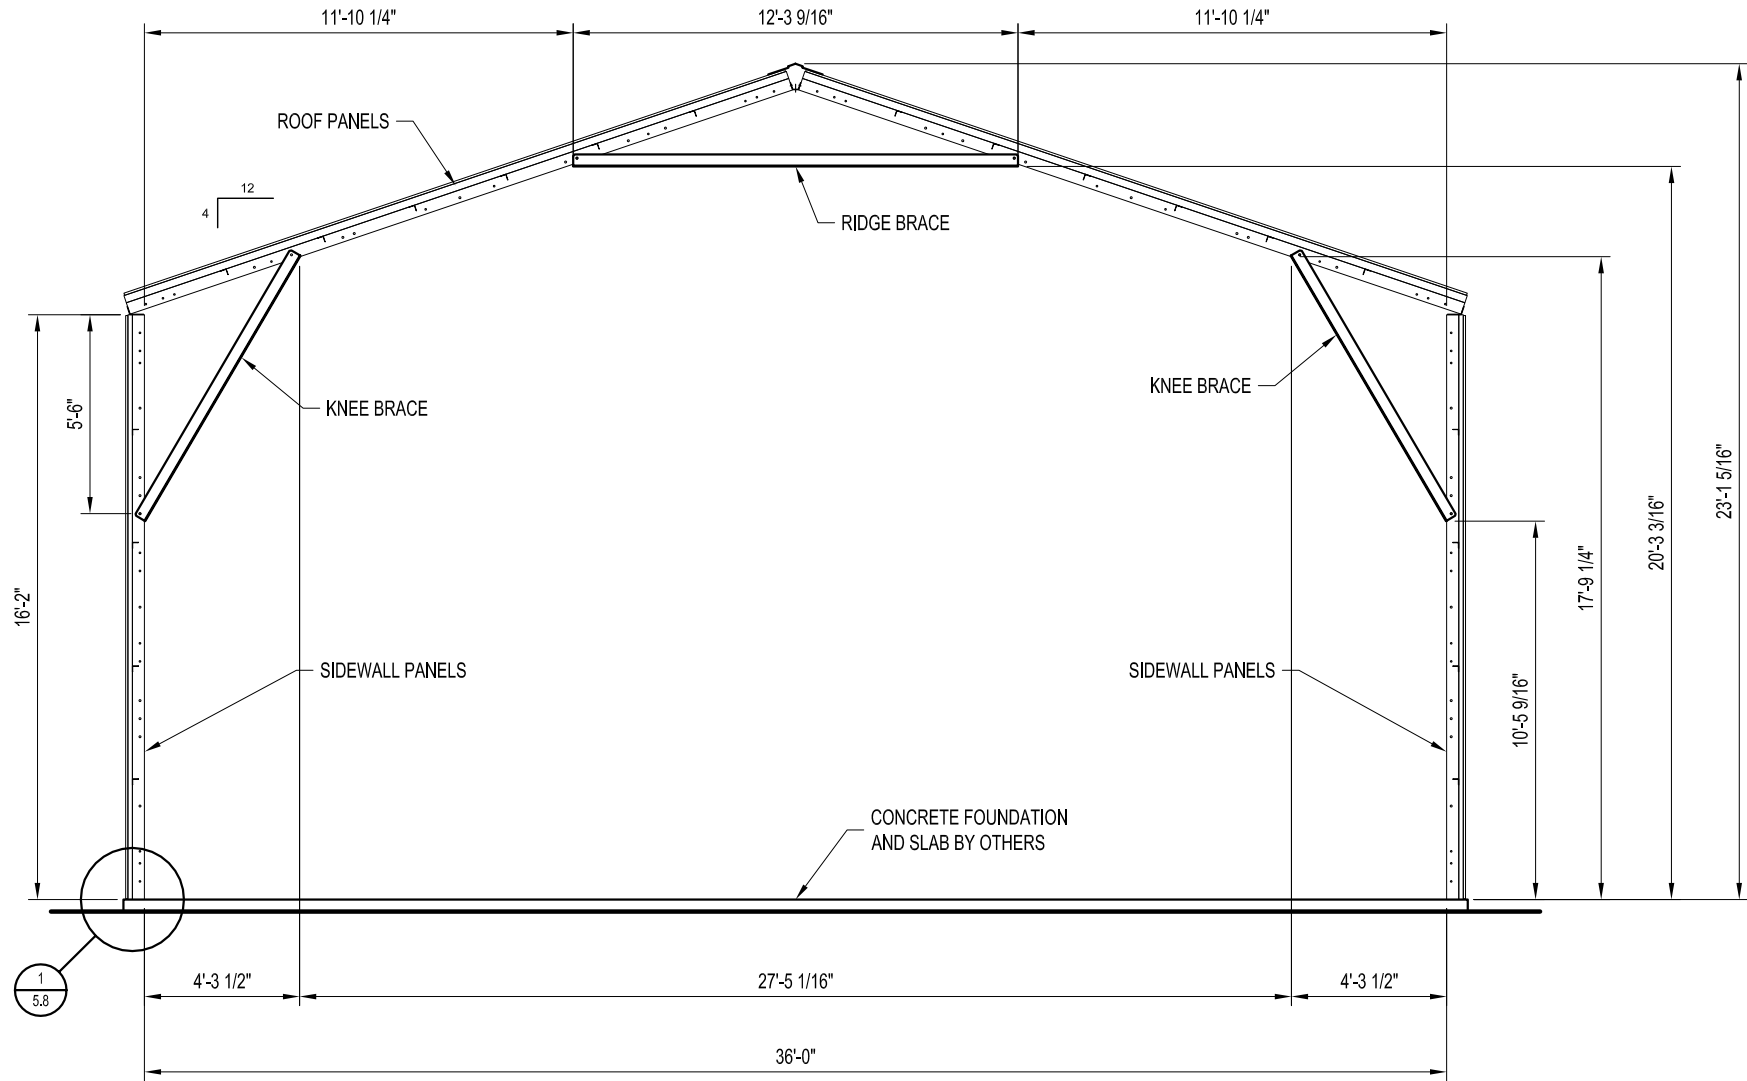 11'-10 1/4"
12'-3 9/16"
11'-10 1/4"
ROOF PANELS
12
4
RIDGE BRACE
KNEE BRACE
KNEE BRACE
5'-6"
16'-2"
23'-1 5/16"
20'-3 3/16"
17'-9 1/4"
10'-5 9/16"
SIDEWALL PANELS
SIDEWALL PANELS
CONCRETE FOUNDATION
AND SLAB BY OTHERS
1
5.8
4'-3 1/2"
27'-5 1/16"
4'-3 1/2"
36'-0"